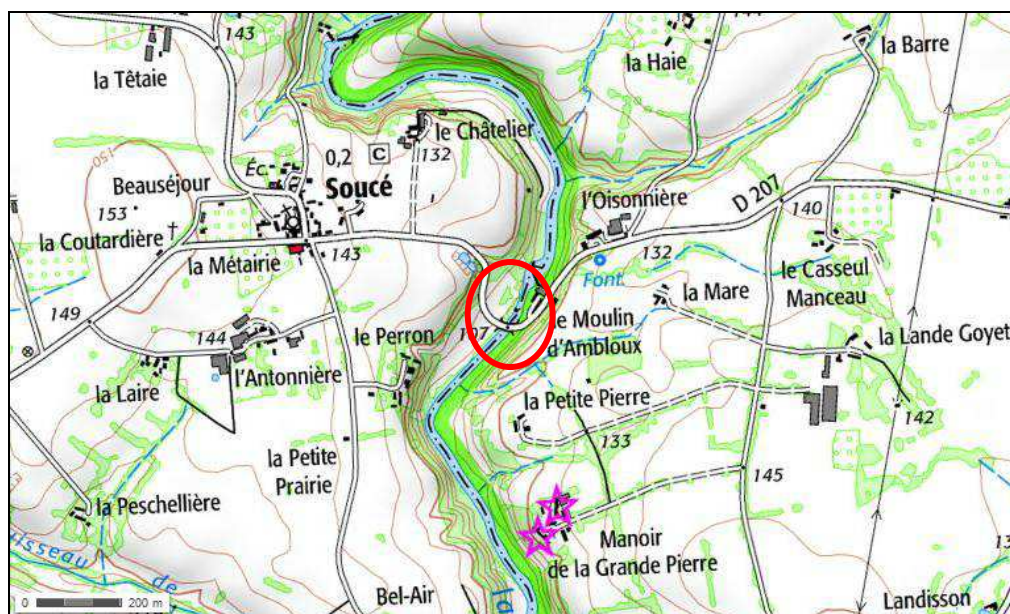 143
la Têtaie
la Haie
la Barre
le Châtelier
132
0,2
C
Éc.
Soucé
150
Beauséjour
153
la Coutardière
la Métairie
143
l'Oisonnière
D 207
140
132
Font.
le Casseul
Manceau
la Mare
149
144
107
le Moulin
d'Ambloux
le Perron
la Lande Goyet
la Laire
l'Antonnière
la Petite Pierre
133
142
la Petite
Prairie
145
la Peschellière
Manoir
de la Grande Pierre
Bel-Air
la
Landisson
de
0
200 m